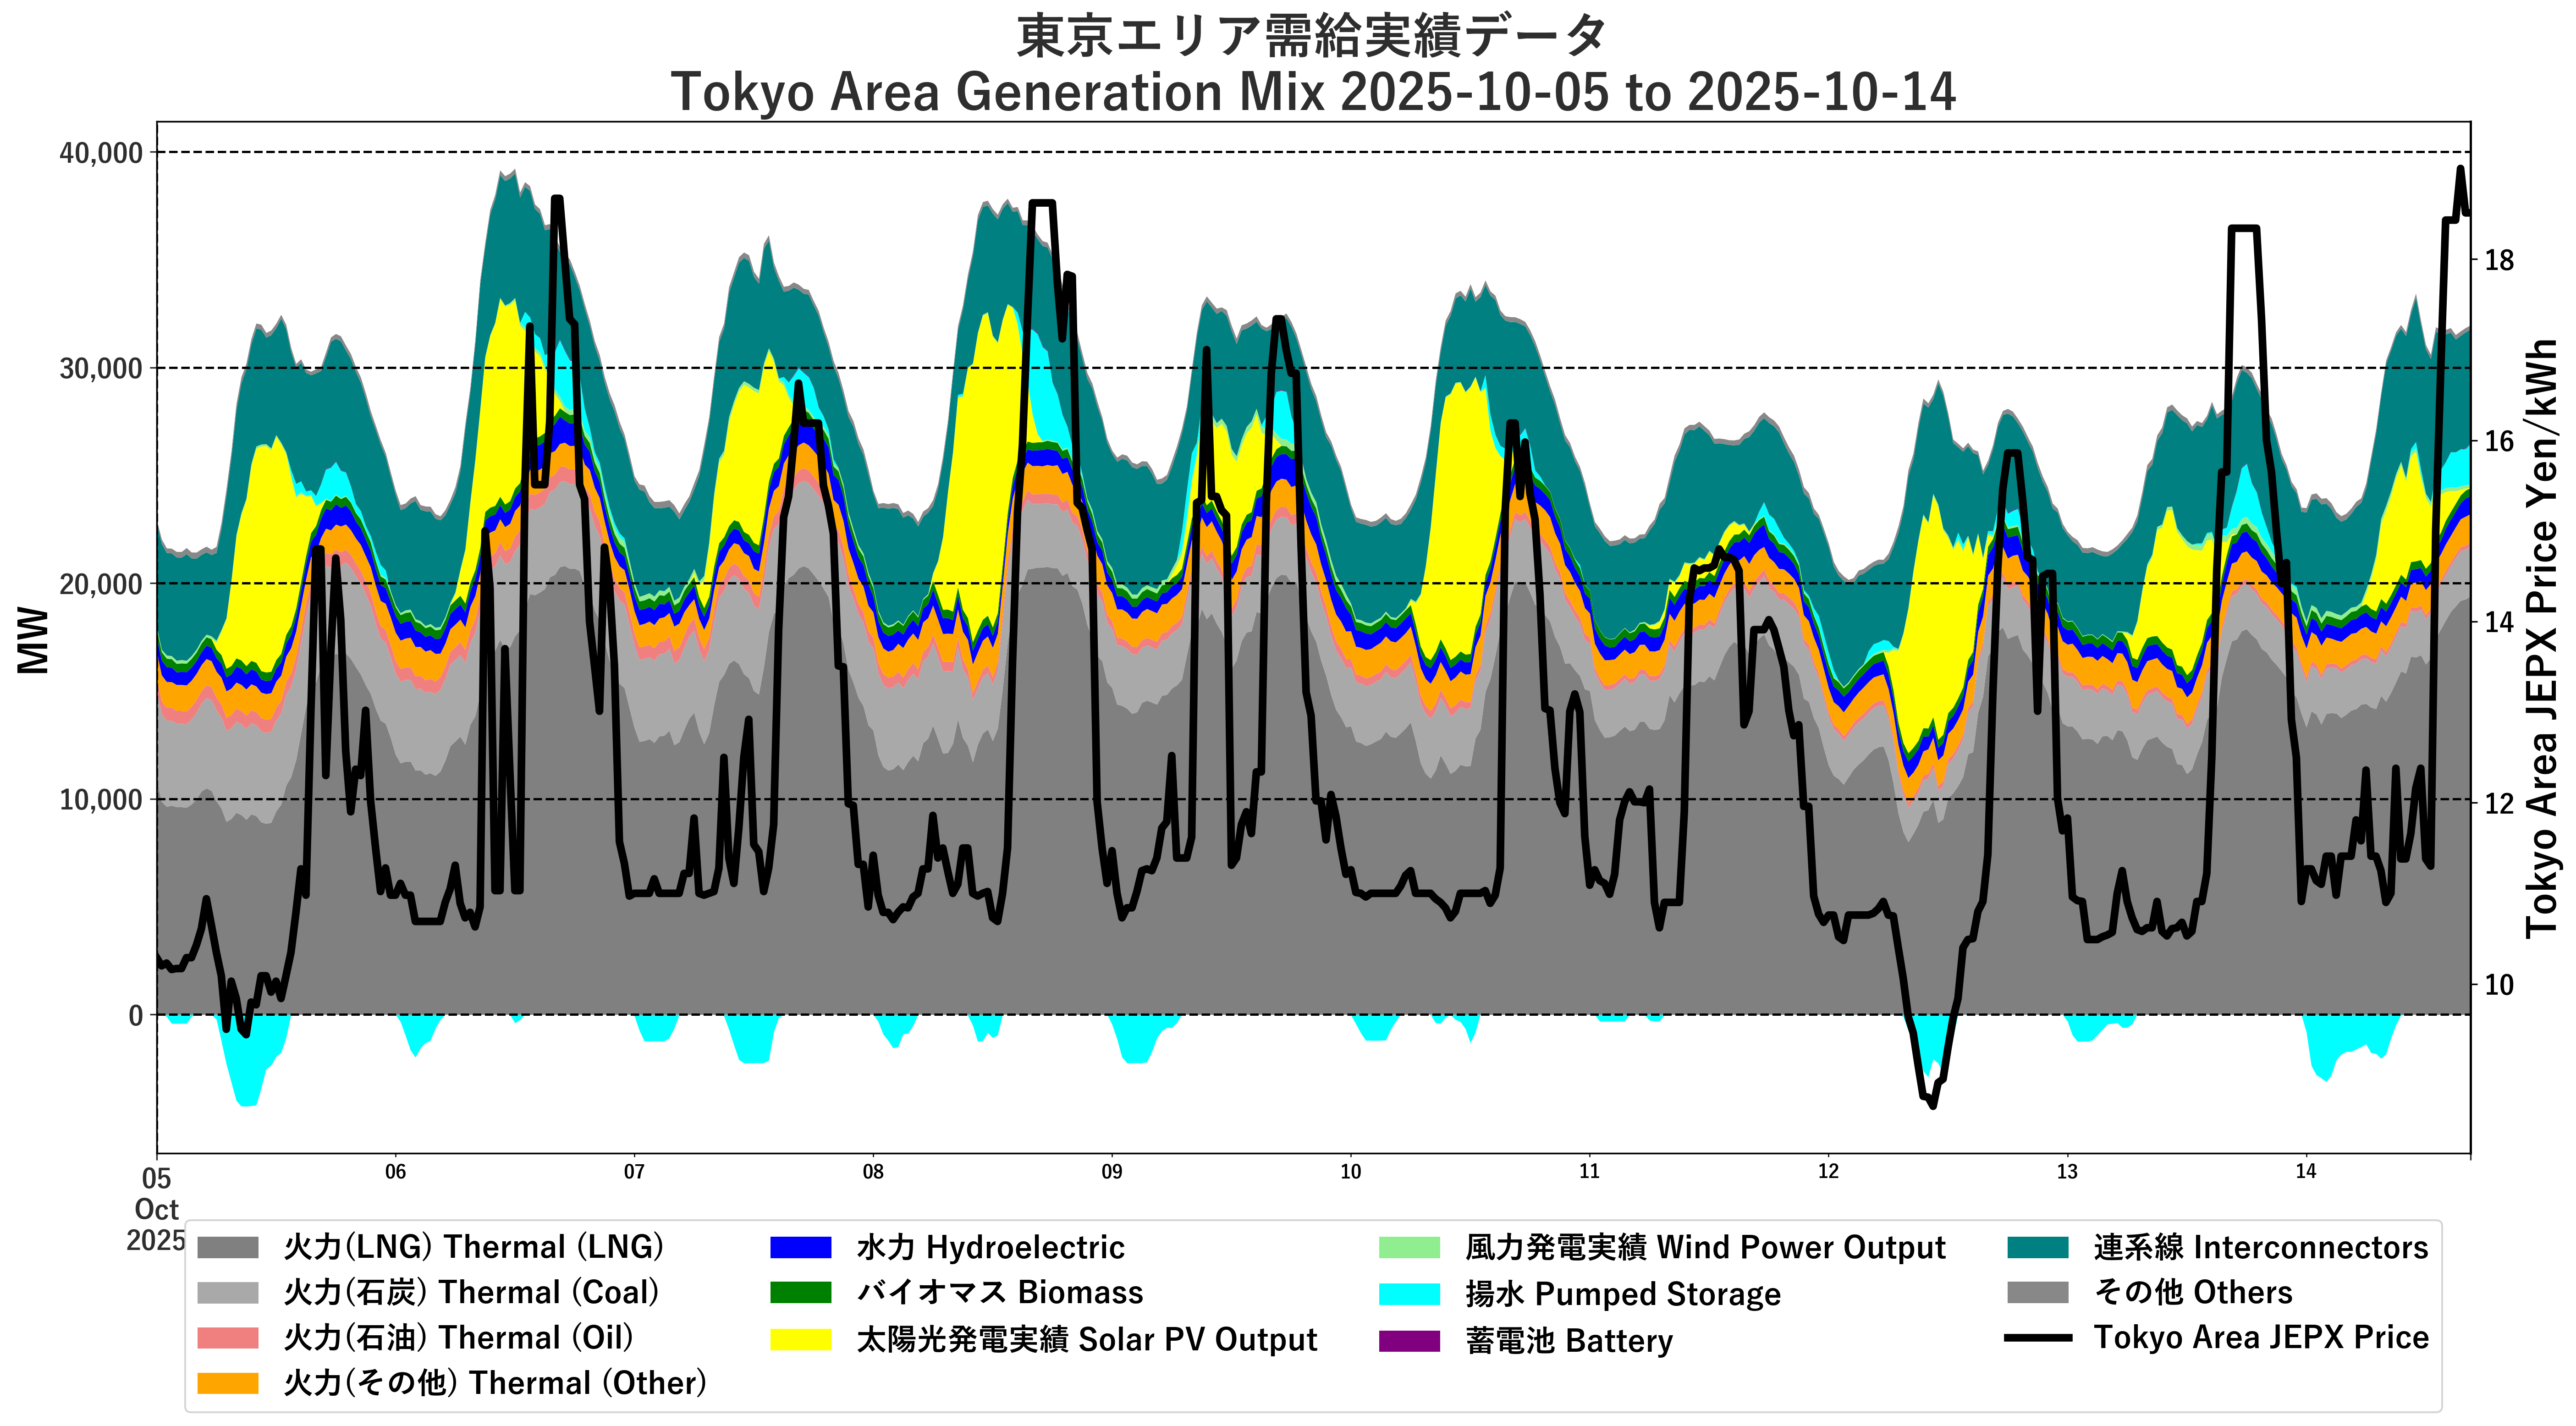 東京エリア需給実績データ
Tokyo Area Generation Mix 2025-10-05 to 2025-10-14
40,000
30,000
20,000
10,000
0
MW
18
16
14
12
10
Tokyo Area JEPX Price Yen/kWh
05 06 07 08 09 10 11 12 13 14
Oct
2025
火力(LNG) Thermal (LNG)
火力(石炭) Thermal (Coal)
火力(石油) Thermal (Oil)
火力(その他) Thermal (Other)
水力 Hydroelectric
バイオマス Biomass
太陽光発電実績 Solar PV Output
風力発電実績 Wind Power Output
揚水 Pumped Storage
蓄電池 Battery
連系線 Interconnectors
その他 Others
Tokyo Area JEPX Price